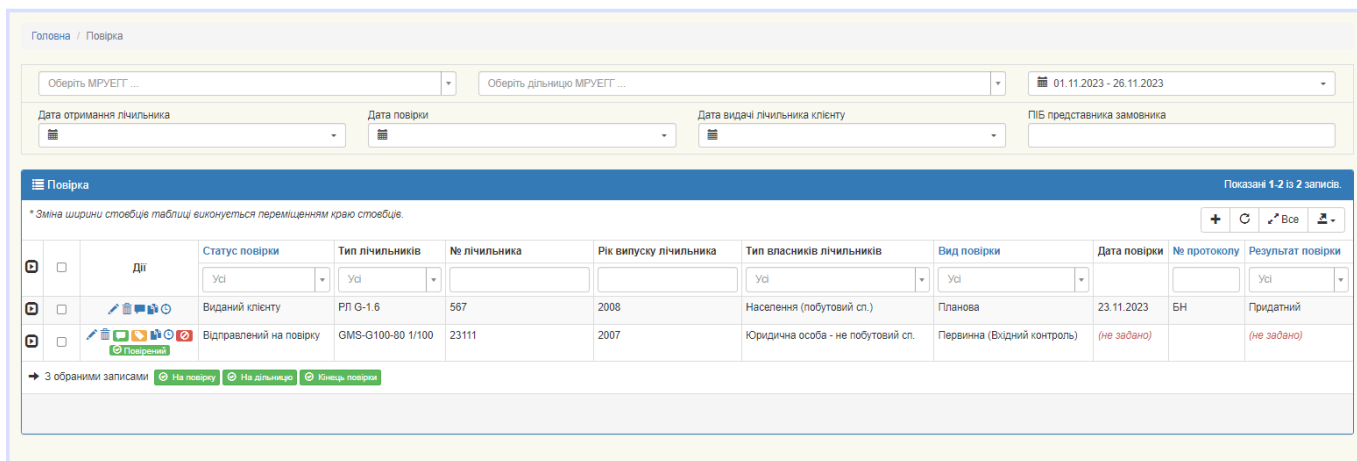 Головна / Повірка
Оберіть МРУЕГГ ... Оберіть дільницю МРУЕГГ ... 01.11.2023 - 26.11.2023
Дата отримання лічильника Дата повірки Дата видачі лічильника клієнту ПІБ представника замовника
Повірка Показані 1-2 із 2 записів.
* Зміна ширини стовбців таблиці виконується переміщенням краю стовбців. Все
Дії Статус повірки Тип лічильників № лічильника Рік випуску лічильника Тип власників лічильників Вид повірки Дата повірки № протоколу Результат повірки
Усі Усі Усі Усі Усі
Виданий клієнту РЛ G-1.6 567 2008 Населення (побутовий сп.) Планова 23.11.2023 БН Придатний
Відправлений на повірку GMS-G100-80 1/100 23111 2007 Юридична особа - не побутовий сп. Первинна (Вхідний контроль) (не задано) (не задано)
Повірений
З обраними записами На повірку На дільницю Кінець повірки